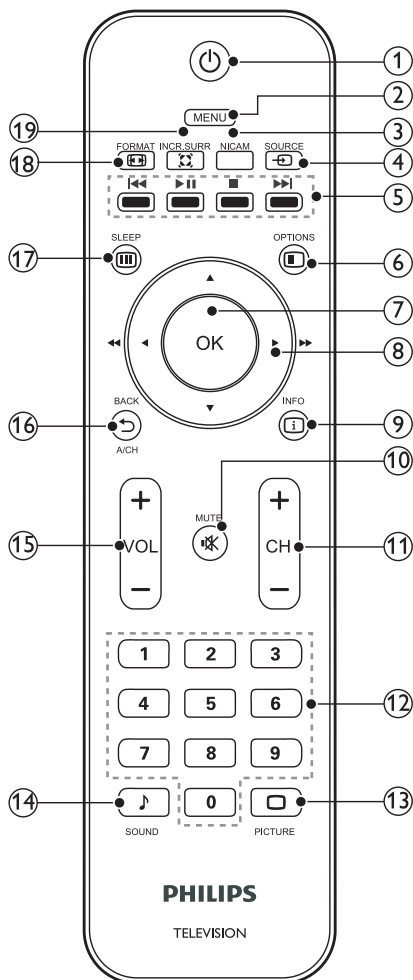 1
2
MENU
19
3
FORMAT INCR.SURR NICAM SOURCE
18
4
5
SLEEP
OPTIONS
17
6
7
OK
8
BACK
INFO
i
16
9
A/CH
10
+
MUTE
+
15
VOL
CH
11
−
−
1 2 3
4 5 6
12
7 8 9
14
0
13
SOUND
PICTURE
PHILIPS
TELEVISION